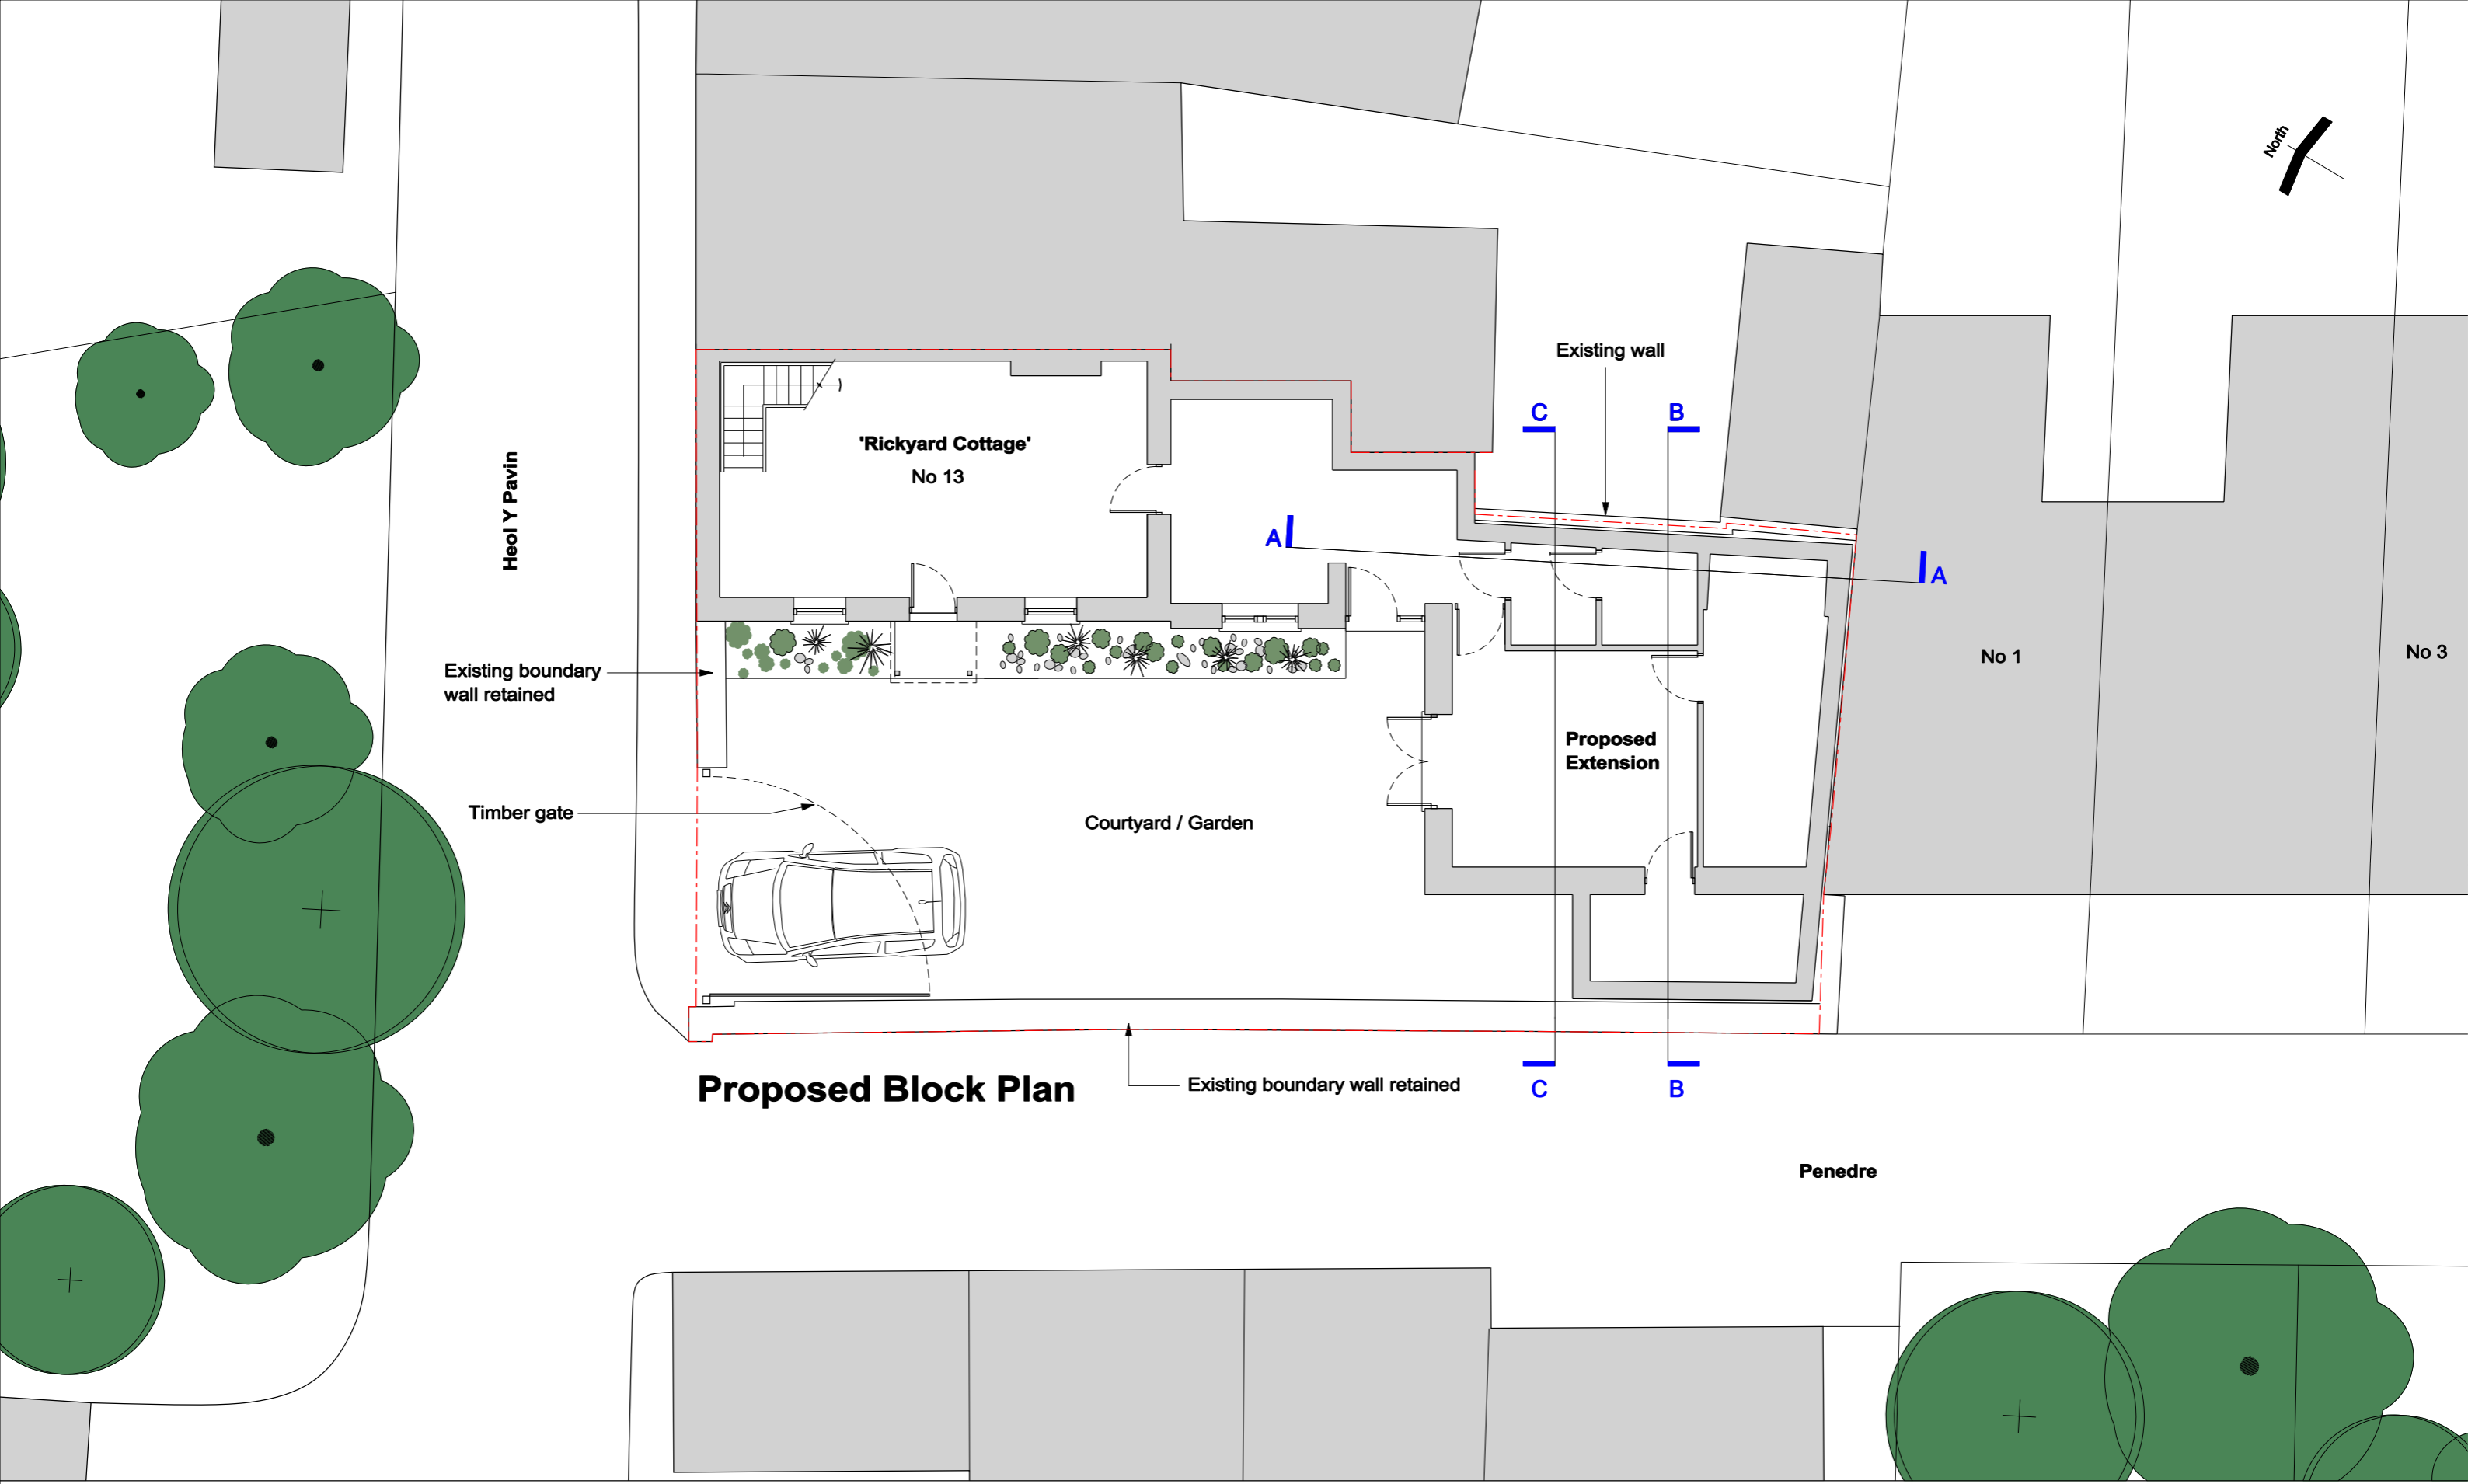 North
Existing wall
C
B
'Rickyard Cottage'
No 13
Heol Y Pavin
A
A
Existing boundary
wall retained
No 1
No 3
Proposed
Extension
Timber gate
Courtyard / Garden
Proposed Block Plan
Existing boundary wall retained
C
B
Penedre